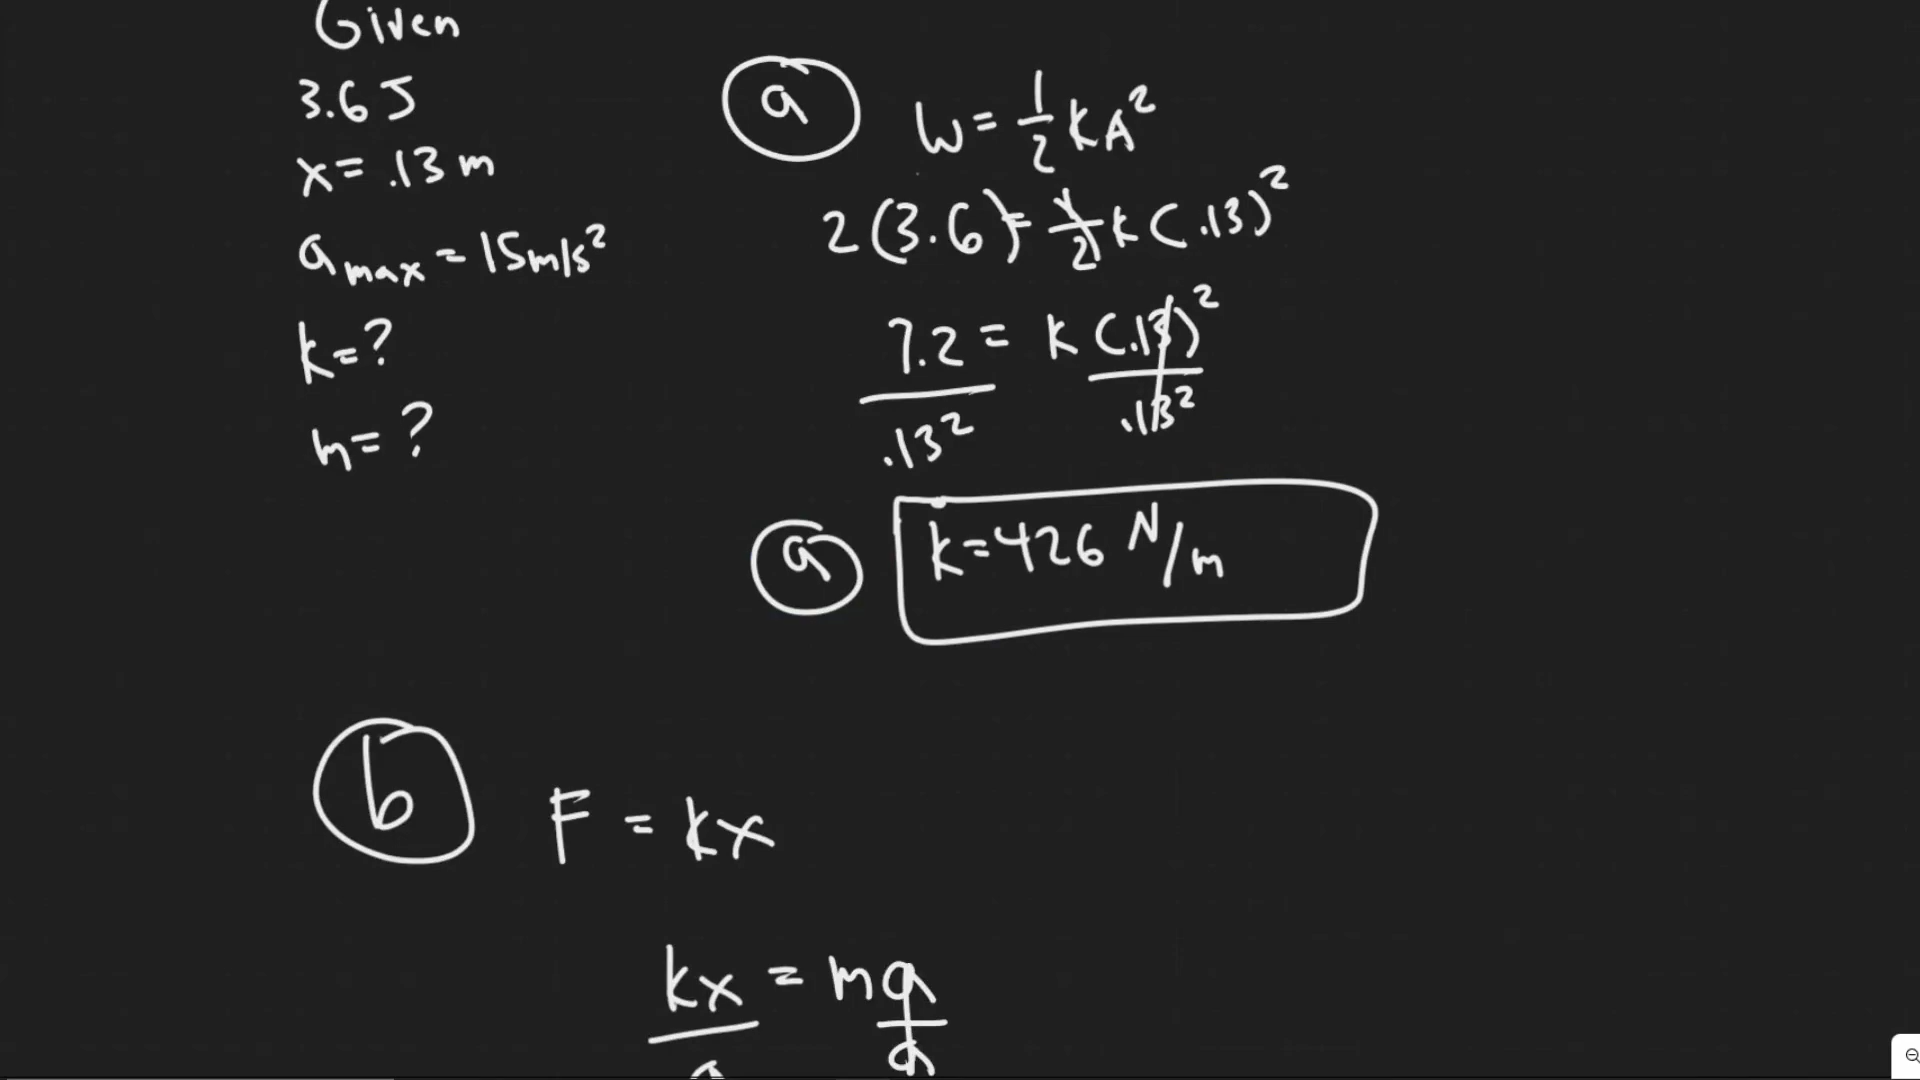 Given
3.6 J
x = .13 m
a max = 15 m/s²
k = ?
m = ?
a
W = 1/2 k A²
2 (3.6) = 1/2 k (.13)²
7.2 = k (.13)²
.13² .13²
a k = 426 N/m
b F = kx
kx = ma
a a